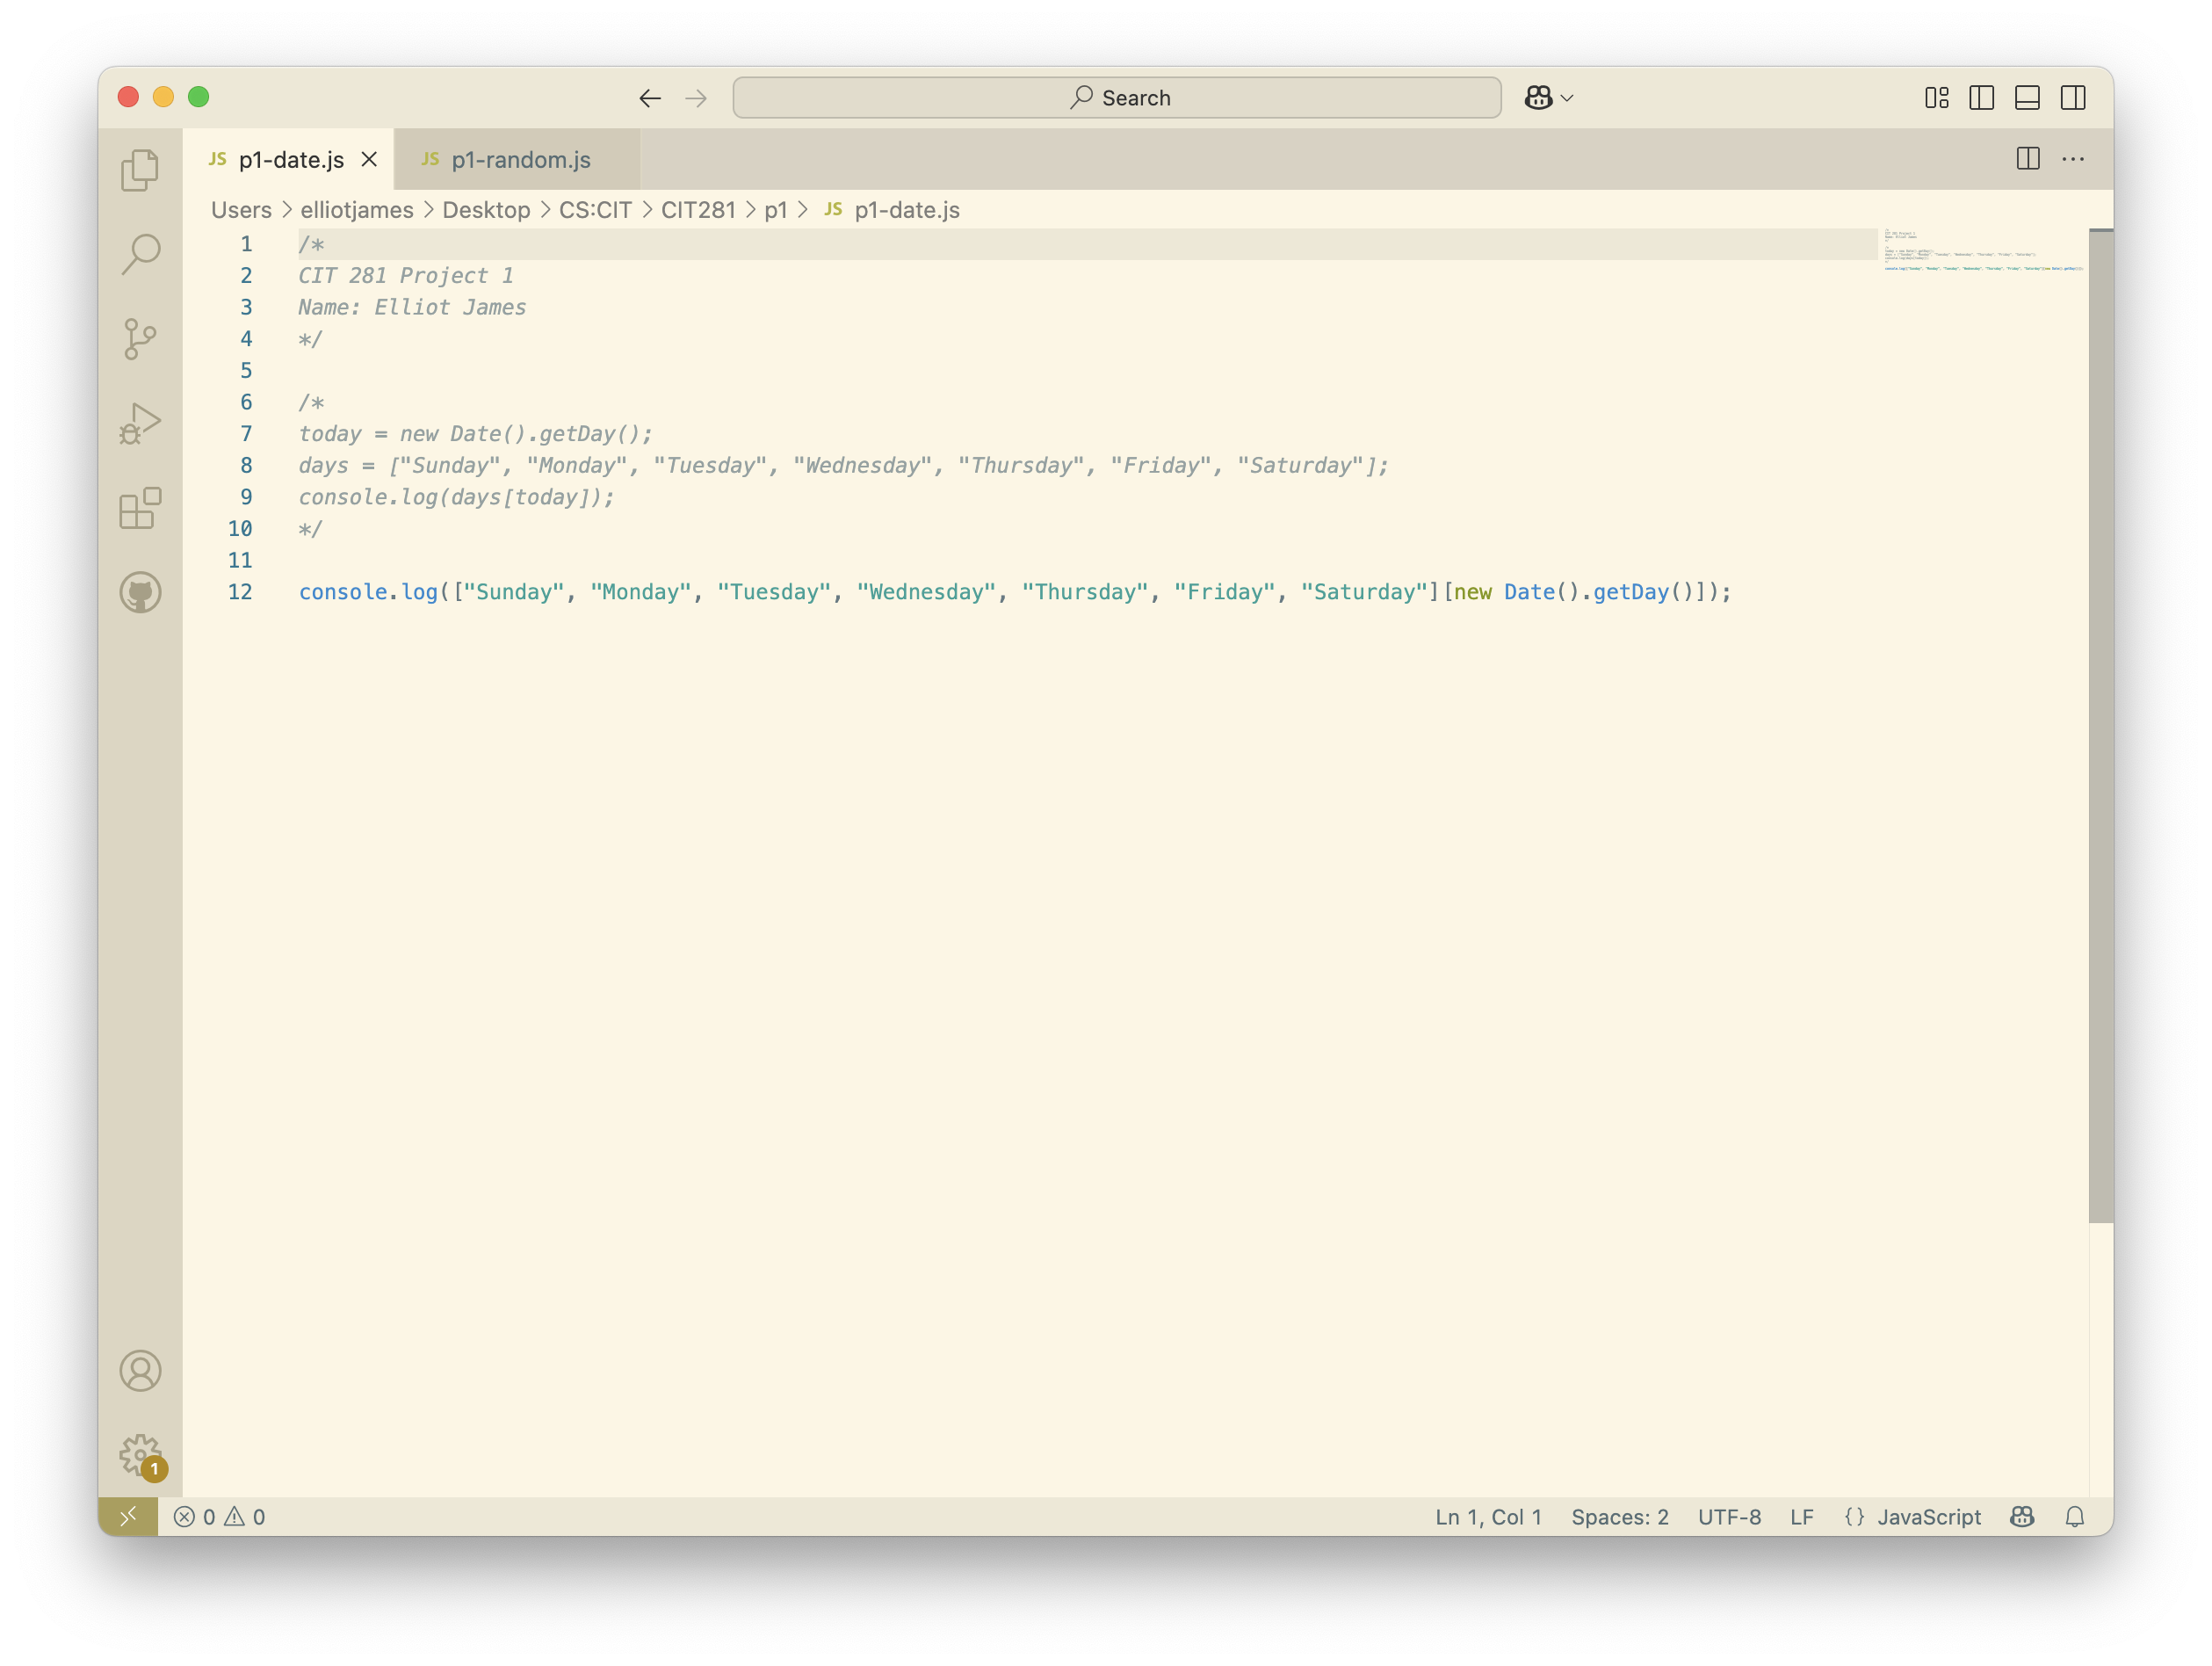 Search
JS p1-date.js
JS p1-random.js
Users > elliotjames > Desktop > CS:CIT > CIT281 > p1 > JS p1-date.js
1 /*
2 CIT 281 Project 1
3 Name: Elliot James
4 */
5
6 /*
7 today = new Date().getDay();
8 days = ["Sunday", "Monday", "Tuesday", "Wednesday", "Thursday", "Friday", "Saturday"];
9 console.log(days[today]);
10 */
11
12 console.log(["Sunday", "Monday", "Tuesday", "Wednesday", "Thursday", "Friday", "Saturday"][new Date().getDay()]);
1
0 0 Ln 1, Col 1 Spaces: 2 UTF-8 LF {} JavaScript